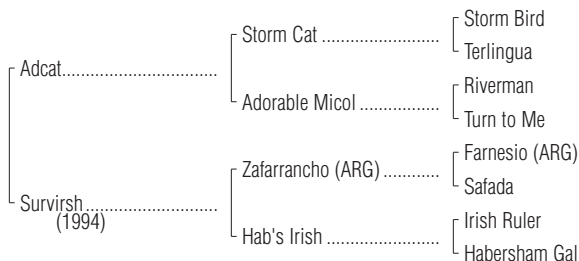 Storm Bird
Storm Cat ........................
Terlingua
Adcat................................
Riverman
Adorable Micol ................
Turn to Me
Farnesio (ARG)
Zafarrancho (ARG) ...........
Safada
Survirsh...........................
(1994)
Irish Ruler
Hab's Irish .......................
Habersham Gal